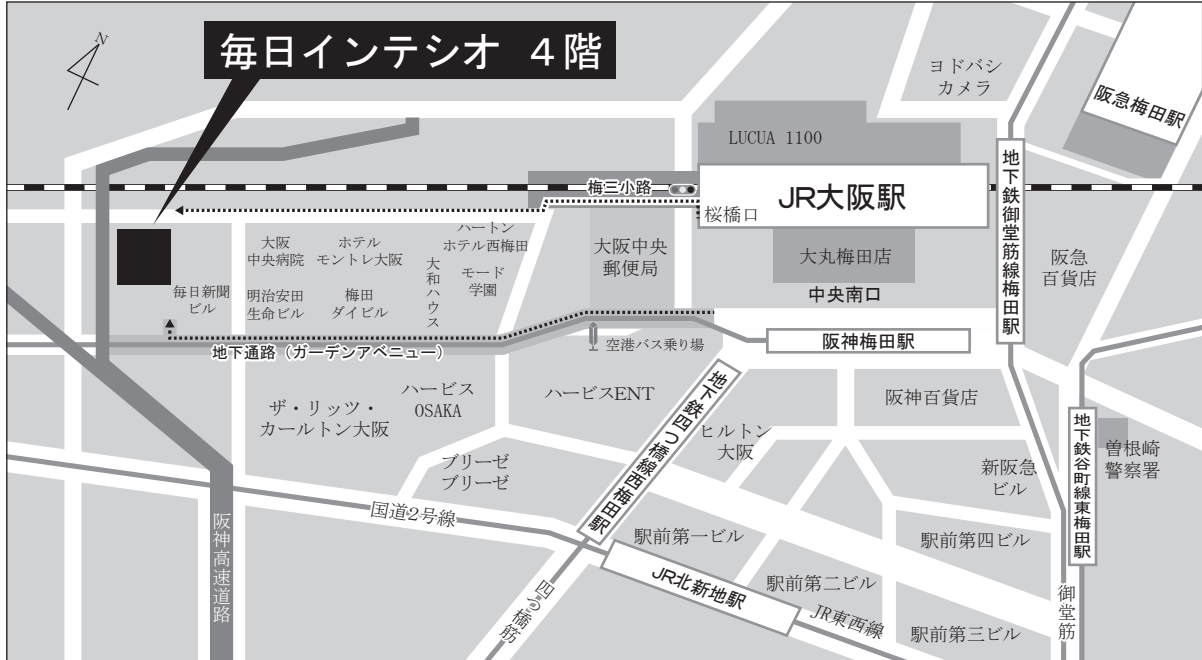 N
毎日インテシオ 4階
ヨドバシ
カメラ
阪急梅田駅
LUCUA 1100
地下鉄御堂筋線梅田駅
梅三小路
JR大阪駅
桜橋口
大阪
中央病院
ホテル
モントレ大阪
ハートン
ホテル西梅田
大阪中央
郵便局
大丸梅田店
中央南口
阪急
百貨店
大和ハウス
モード
学園
毎日新聞
ビル
明治安田
生命ビル
梅田
ダイビル
地下通路（ガーデンアベニュー）
空港バス乗り場
阪神梅田駅
ザ・リッツ・
カールトン大阪
ハービス
OSAKA
ハービスENT
地下鉄四つ橋線西梅田駅
阪神百貨店
ヒルトン
大阪
ブリーゼ
ブリーゼ
新阪急
ビル
地下鉄谷町線東梅田駅
曽根崎
警察署
国道2号線
阪神高速道路
駅前第一ビル
駅前第四ビル
JR北新地駅
駅前第二ビル
四つ橋筋
JR東西線
駅前第三ビル
御堂筋